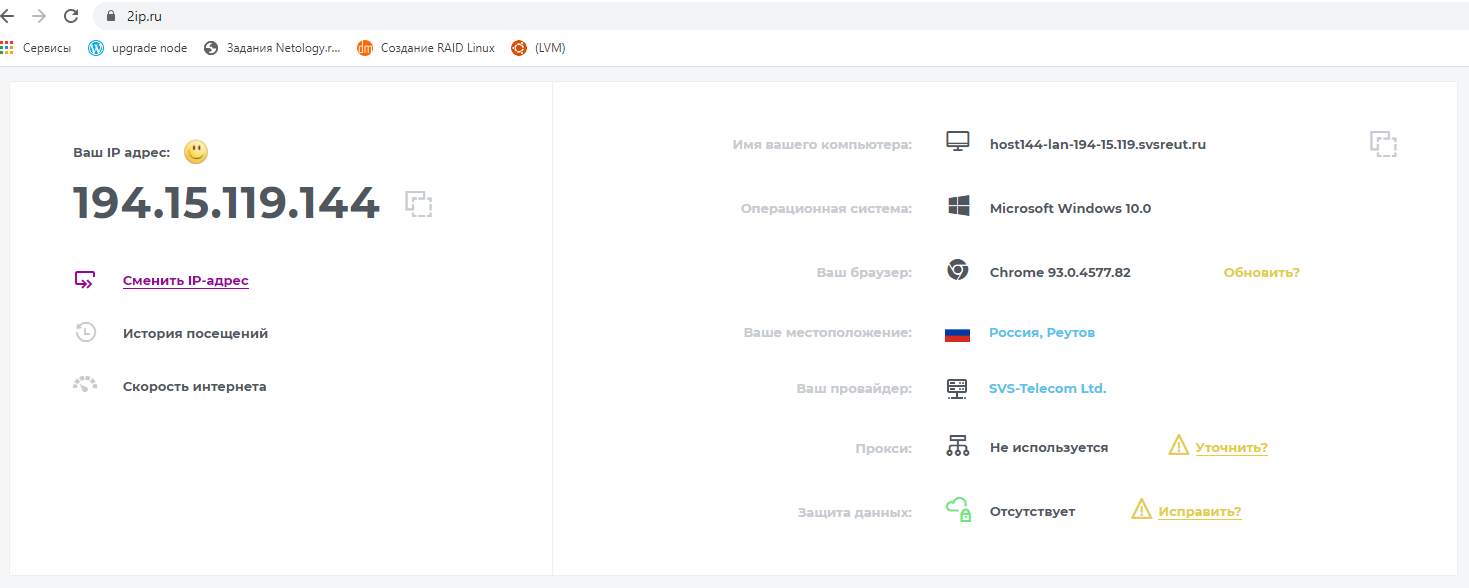 2ip.ru
Сервисы upgrade node Задания Netology.r... Создание RAID Linux (LVM)
Ваш IP адрес:
194.15.119.144
Сменить IP-адрес
История посещений
Скорость интернета
Имя вашего компьютера: host144-lan-194-15.119.svsreut.ru
Операционная система: Microsoft Windows 10.0
Ваш браузер: Chrome 93.0.4577.82 Обновить?
Ваше местоположение: Россия, Реутов
Ваш провайдер: SVS-Telecom Ltd.
Прокси: Не используется Уточнить?
Защита данных: Отсутствует Исправить?